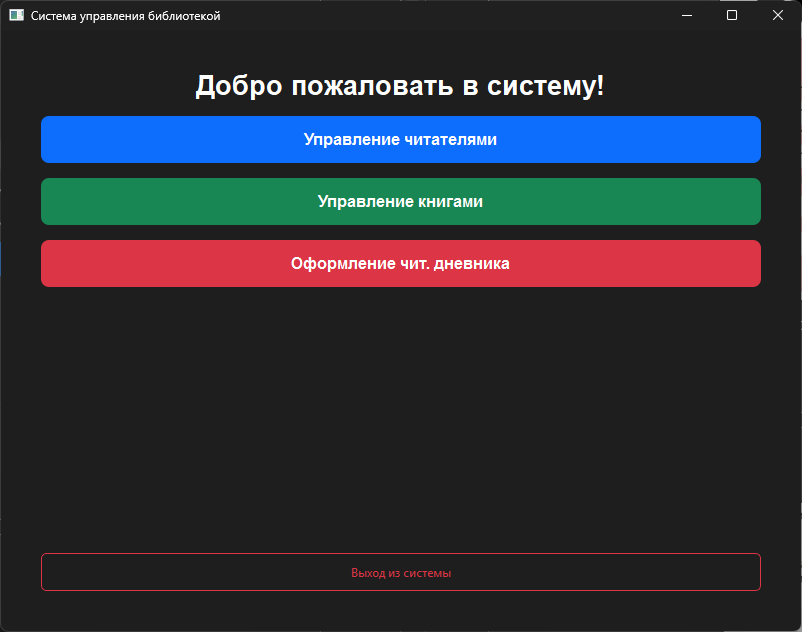 Система управления библиотекой
Добро пожаловать в систему!
Управление читателями
Управление книгами
Оформление чит. дневника
Выход из системы